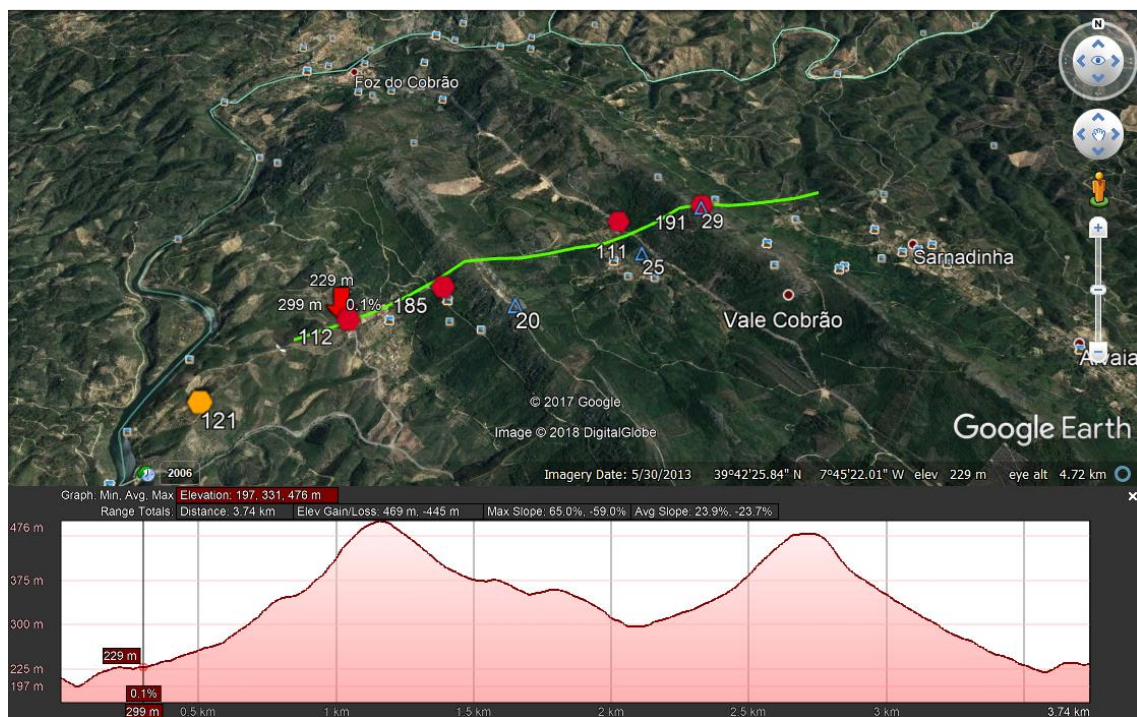 N
Foz do Cobrão
191
29
111
25
Sarnadinha
229 m
299 m 0.1%
185
20
Vale Cobrão
112
Alvaia
© 2017 Google
121
Image © 2018 DigitalGlobe
Google Earth
2006
Imagery Date: 5/30/2013 39°42'25.84" N 7°45'22.01" W elev 229 m eye alt 4.72 km
Graph: Min, Avg, Max Elevation: 197, 331, 476 m
Range Totals: Distance: 3.74 km Elev Gain/Loss: 469 m, -445 m Max Slope: 65.0%, -59.0% Avg Slope: 23.9%, -23.7%
476 m
375 m
300 m
229 m
225 m
197 m
0.1%
299 m 0.5 km 1 km 1.5 km 2 km 2.5 km 3 km 3.74 km